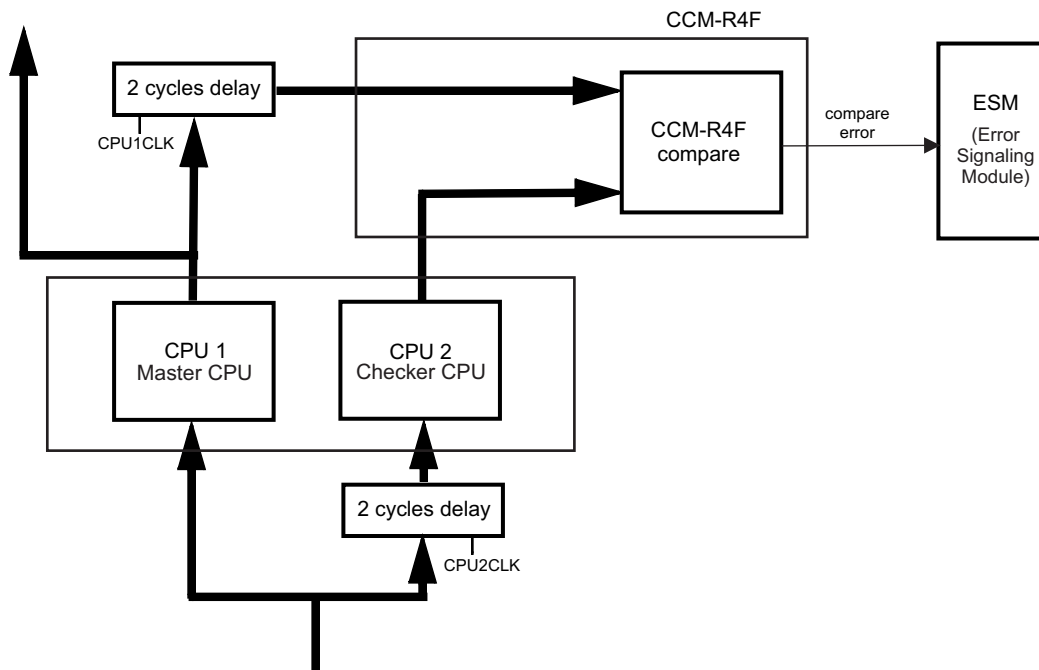 CCM-R4F
2 cycles delay
CPU1CLK
CCM-R4F
compare
compare
error
ESM
(Error
Signaling
Module)
CPU 1
Master CPU
CPU 2
Checker CPU
2 cycles delay
CPU2CLK